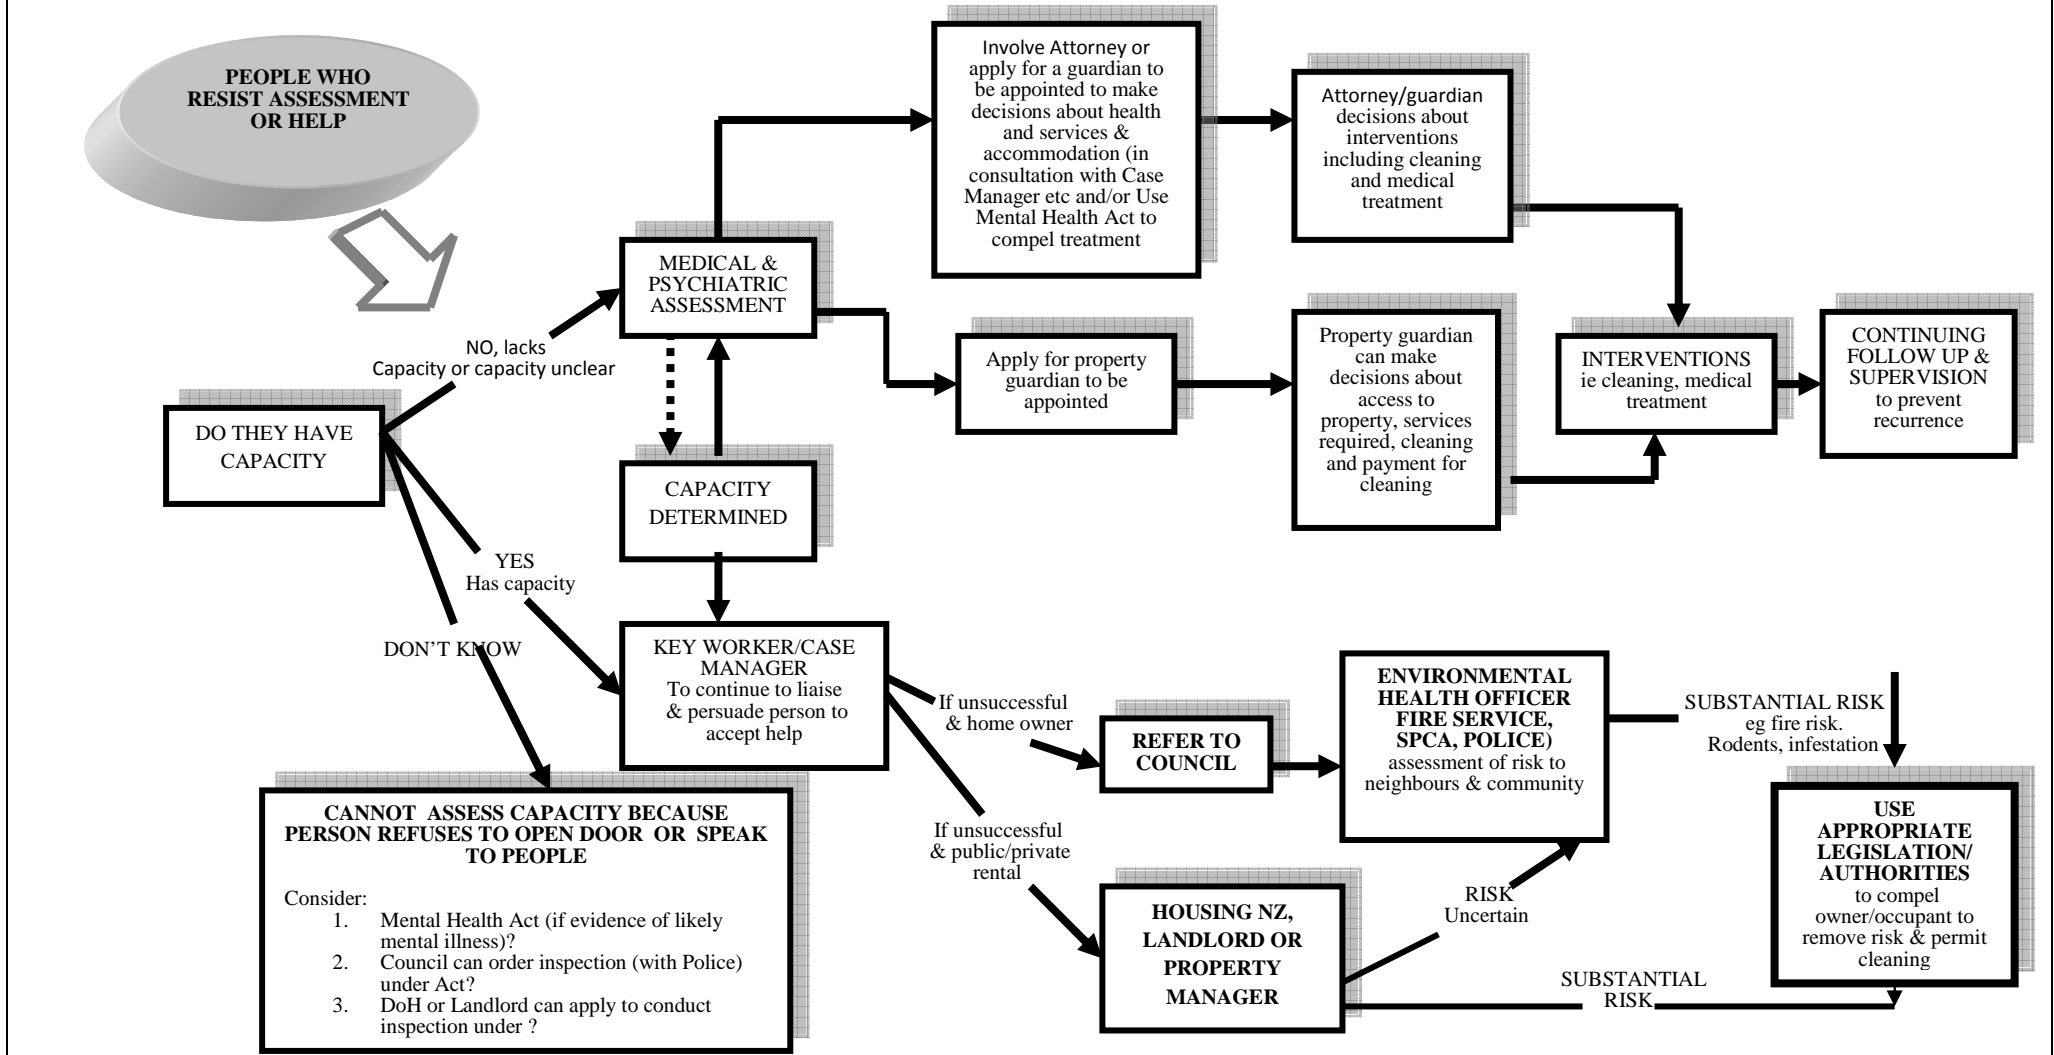 PEOPLE WHO
RESIST ASSESSMENT
OR HELP
DO THEY HAVE
CAPACITY
NO, lacks
Capacity or capacity unclear
YES
Has capacity
DON'T KNOW
MEDICAL &
PSYCHIATRIC
ASSESSMENT
CAPACITY
DETERMINED
Involve Attorney or
apply for a guardian to
be appointed to make
decisions about health
and services &
accommodation (in
consultation with Case
Manager etc and/or Use
Mental Health Act to
compel treatment
Attorney/guardian
decisions about
interventions
including cleaning
and medical
treatment
Apply for property
guardian to be
appointed
Property guardian
can make
decisions about
access to
property, services
required, cleaning
and payment for
cleaning
INTERVENTIONS
ie cleaning, medical
treatment
CONTINUING
FOLLOW UP &
SUPERVISION
to prevent
recurrence
KEY WORKER/CASE
MANAGER
To continue to liaise
& persuade person to
accept help
If unsuccessful
& home owner
REFER TO
COUNCIL
ENVIRONMENTAL
HEALTH OFFICER
FIRE SERVICE,
SPCA, POLICE)
assessment of risk to
neighbours & community
SUBSTANTIAL RISK
eg fire risk.
Rodents, infestation
USE
APPROPRIATE
LEGISLATION/
AUTHORITIES
to compel
owner/occupant to
remove risk & permit
cleaning
If unsuccessful
& public/private
rental
HOUSING NZ,
LANDLORD OR
PROPERTY
MANAGER
RISK
Uncertain
SUBSTANTIAL
RISK
CANNOT ASSESS CAPACITY BECAUSE
PERSON REFUSES TO OPEN DOOR OR SPEAK
TO PEOPLE
Consider:
1. Mental Health Act (if evidence of likely
mental illness)?
2. Council can order inspection (with Police)
under Act?
3. DoH or Landlord can apply to conduct
inspection under ?